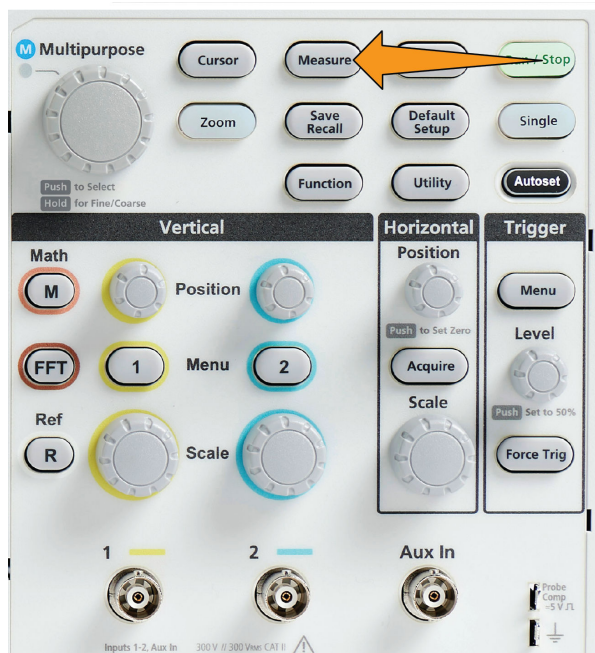 M Multipurpose
Cursor
Measure
/ Stop
Zoom
Save
Recall
Default
Setup
Single
Push to Select
Hold for Fine/Coarse
Function
Utility
Autoset
Vertical
Horizontal
Trigger
Math
M
Position
Position
Push to Set Zero
Menu
FFT
1
Menu
2
Acquire
Level
Push Set to 50%
Ref
R
Scale
Scale
Force Trig
1
2
Aux In
Probe
Comp
≈5 V
Inputs 1-2, Aux In 300 V // 300 VRMS CAT II